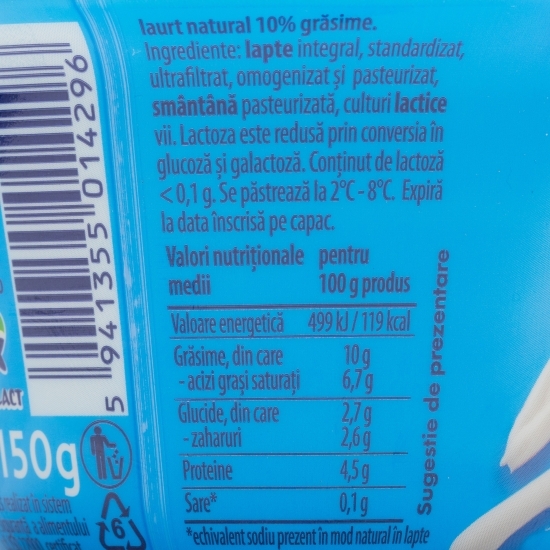 Iaurt natural 10% grăsime.
Ingrediente: lapte integral, standardizat,
ultrafiltrat, omogenizat și pasteurizat,
smântână pasteurizată, culturi lactice
vii. Lactoza este redusă prin conversia în
glucoză și galactoză. Conținut de lactoză
<0,1 g. Se păstrează la 2°C - 8°C. Expiră
la data înscrisă pe capac.
Valori nutriționale pentru
medii 100 g produs
Valoare energetică 499 kJ / 119 kcal
Grăsime, din care 10 g
- acizi grași saturați 6,7 g
Glucide, din care 2,7 g
- zaharuri 2,6 g
Proteine 4,5 g
Sare* 0,1 g
*echivalent sodiu prezent în mod natural în lapte
Sugestie de prezentare
5 941355 014296
150g
6